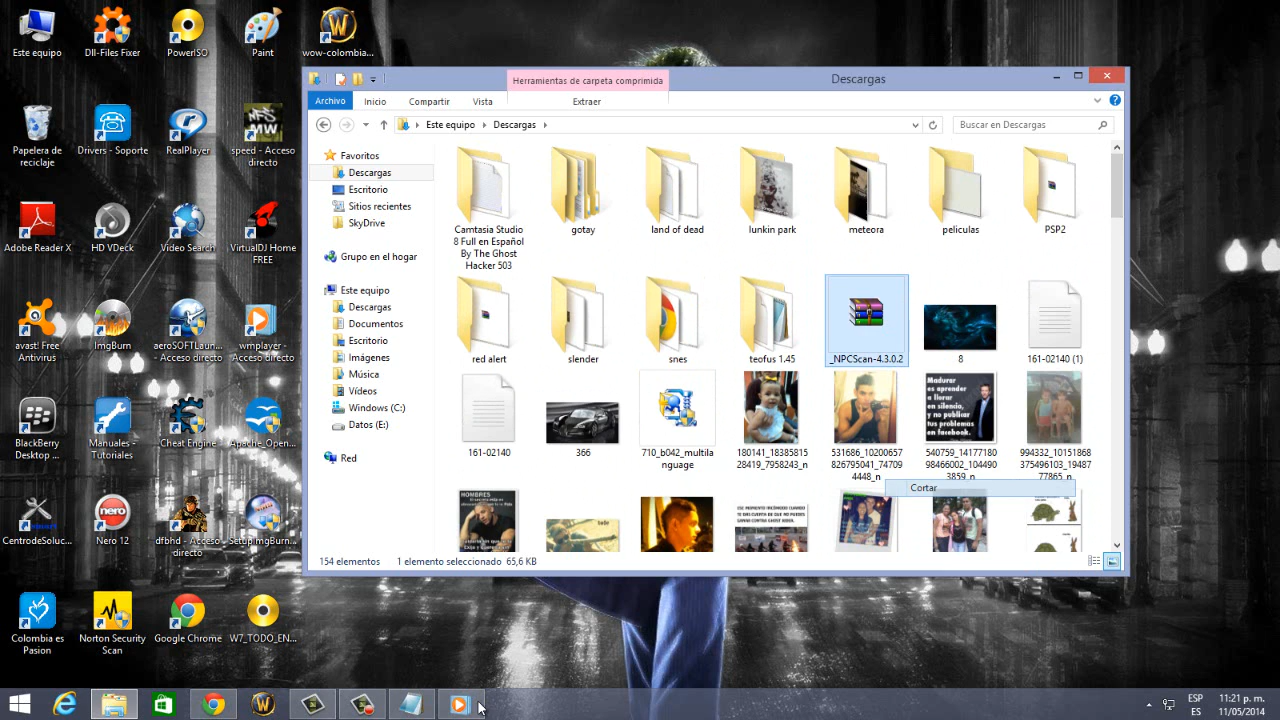 Este equipo
Dll-Files Fixer
PowerISO
Paint
wow-colombia...
Papelera de
reciclaje
Drivers - Soporte
RealPlayer
speed - Acceso
directo
Adobe Reader X
HD VDeck
Video Search
VirtualDJ Home
FREE
avast! Free
Antivirus
ImgBurn
aeroSOFTLaun...
- Acceso directo
wmplayer -
Acceso directo
BlackBerry
Desktop ...
Manuales -
Tutoriales
Cheat Engine
Apache_Open...
CentrodeSoluc...
Nero 12
dfbhd - Acceso
directo
SetupImgBurn...
Colombia es
Pasion
Norton Security
Scan
Google Chrome
W7_TODO_EN...
Herramientas de carpeta comprimida
Descargas
Archivo
Inicio
Compartir
Vista
Extraer
Este equipo
Descargas
Buscar en Descargas
Favoritos
Descargas
Escritorio
Sitios recientes
SkyDrive
Grupo en el hogar
Este equipo
Descargas
Documentos
Escritorio
Imágenes
Música
Vídeos
Windows (C:)
Datos (E:)
Red
Camtasia Studio
8 Full en Español
By The Ghost
Hacker 503
gotay
land of dead
lunkin park
meteora
peliculas
PSP2
red alert
slender
snes
teofus 1.45
_NPCScan-4.3.0.2
8
161-02140 (1)
161-02140
366
710_b042_multila
nguage
180141_18385815
28419_7958243_n
531686_10200657
826795041_74709
4448_n
Madurar
es
aprender
a
llorar
en
silencio,
y no publicar
tus
problemas
en
facebook.
540759_14177180
98466002_104490
3859_n
994332_10151868
375496103_19487
77865_n
Cortar
HOMBRES
154 elementos
1 elemento seleccionado 65,6 KB
ESP
ES
11:21 p. m.
11/05/2014